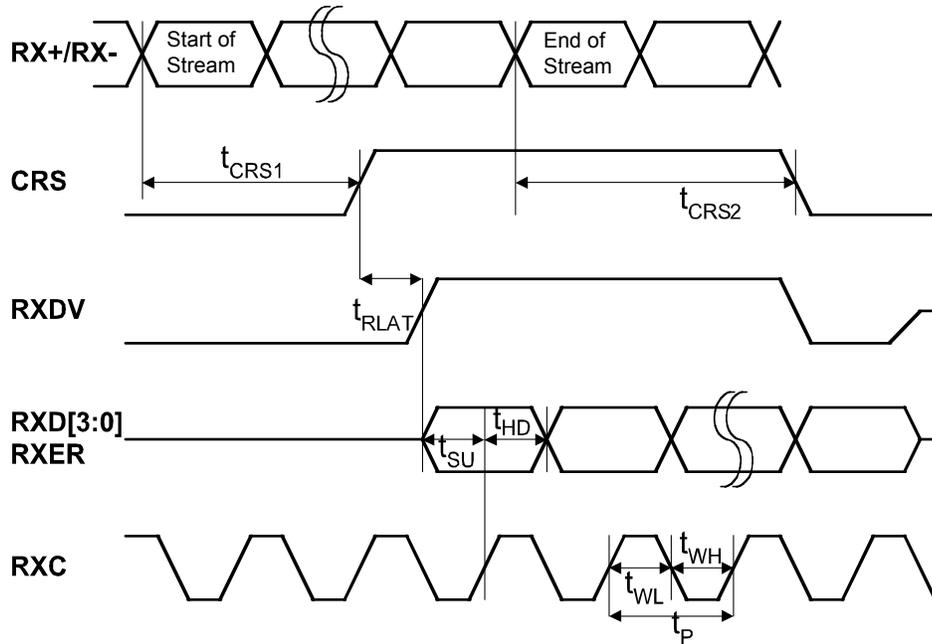 RX+/RX-
Start of
Stream
End of
Stream
CRS
tCRS1
tCRS2
RXDV
tRLAT
RXD[3:0]
RXER
tSU
tHD
RXC
tWL
tWH
tP